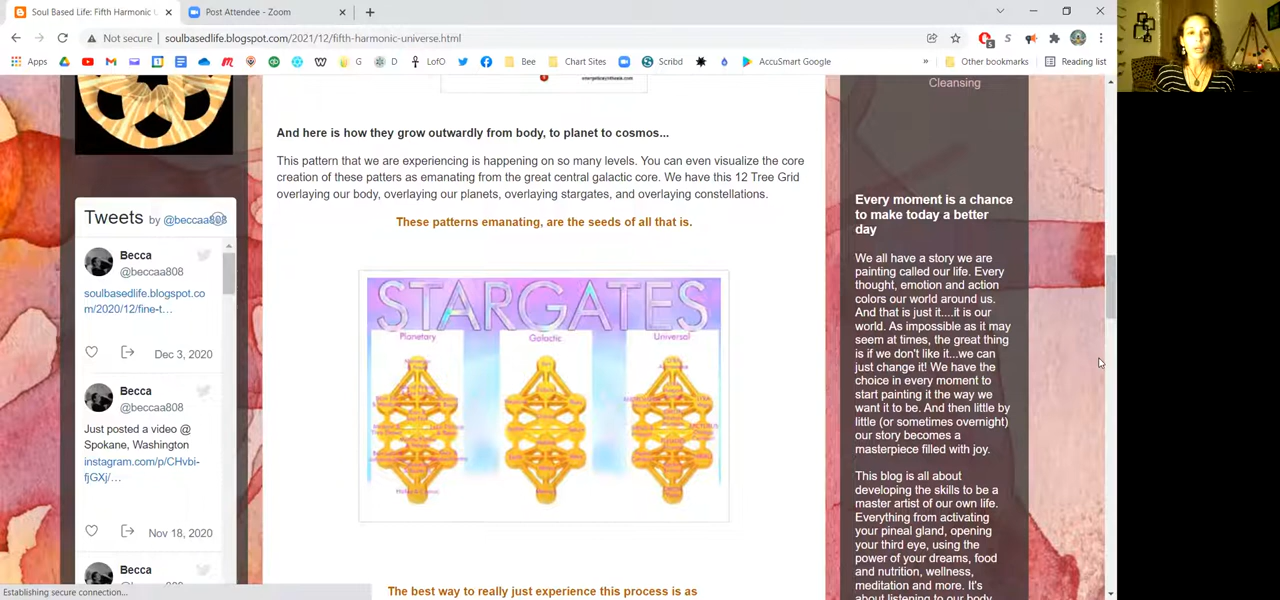 Soul Based Life: Fifth Harmonic U
Post Attendee - Zoom
Not secure | soulbasedlife.blogspot.com/2021/12/fifth-harmonic-universe.html
Apps G D LofO Bee Chart Sites Scribd AccuSmart Google » Other bookmarks Reading list
energeticsynthesis.com
And here is how they grow outwardly from body, to planet to cosmos...
This pattern that we are experiencing is happening on so many levels. You can even visualize the core
creation of these patters as emanating from the great central galactic core. We have this 12 Tree Grid
overlaying our body, overlaying our planets, overlaying stargates, and overlaying constellations.
These patterns emanating, are the seeds of all that is.
STARGATES
Planetary Galactic Universal
The best way to really just experience this process is as
Tweets by @beccaa808
Becca
@beccaa808
soulbasedlife.blogspot.co
m/2020/12/fine-t…
Dec 3, 2020
Becca
@beccaa808
Just posted a video @
Spokane, Washington
instagram.com/p/CHvbi-
fjGX/…
Nov 18, 2020
Becca
Cleansing
Every moment is a chance
to make today a better
day
We all have a story we are
painting called our life. Every
thought, emotion and action
colors our world around us.
And that is just it....it is our
world. As impossible as it may
seem at times, the great thing
is if we don't like it...we can
just change it! We have the
choice in every moment to
start painting it the way we
want it to be. And then little by
little (or sometimes overnight)
our story becomes a
masterpiece filled with joy.
This blog is all about
developing the skills to be a
master artist of our own life.
Everything from activating
your pineal gland, opening
your third eye, using the
power of your dreams, food
and nutrition, wellness,
meditation and more. It's
about listening to our body
Establishing secure connection...